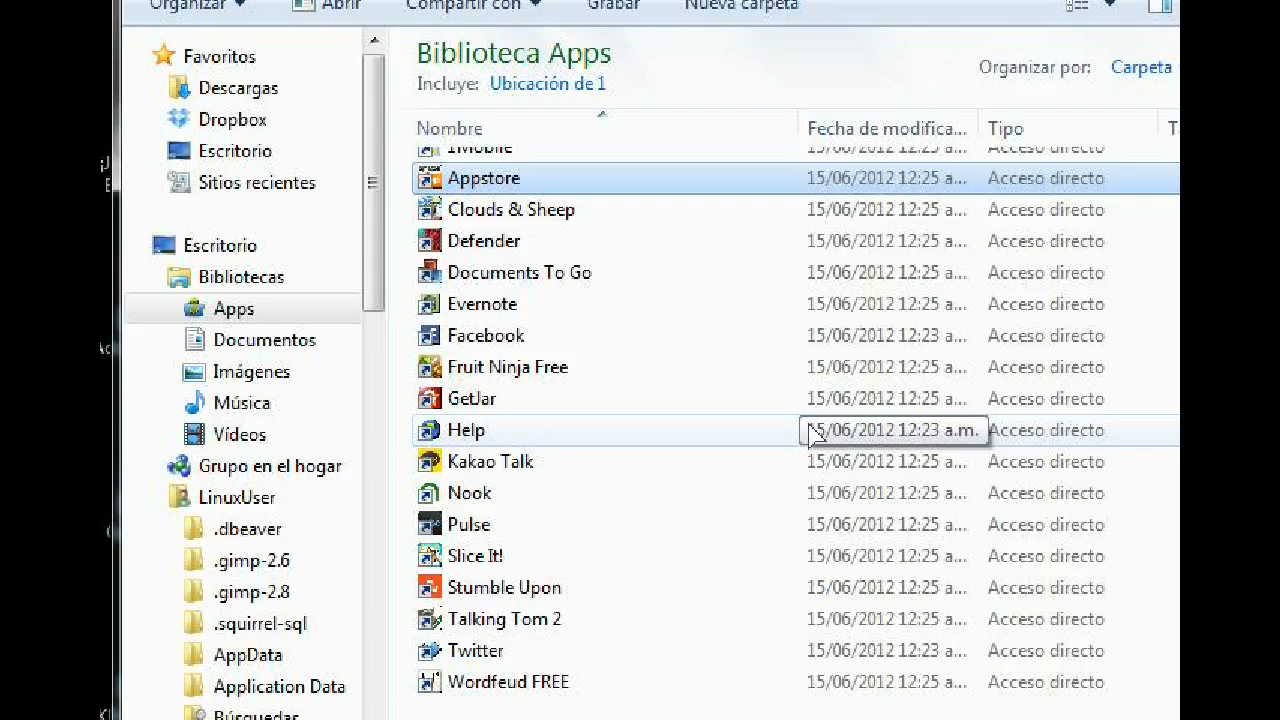 Organizar Abrir Compartir con Grabar Nueva carpeta
Biblioteca Apps
Incluye: Ubicación de 1
Organizar por: Carpeta
Nombre Fecha de modifica... Tipo
Favoritos
Descargas
Dropbox
Escritorio
Sitios recientes
Escritorio
Bibliotecas
Apps
Documentos
Imágenes
Música
Vídeos
Grupo en el hogar
LinuxUser
.dbeaver
.gimp-2.6
.gimp-2.8
.squirrel-sql
AppData
Application Data
Búsquedas
1Mobile 15/06/2012 12:25 a... Acceso directo
Appstore 15/06/2012 12:25 a... Acceso directo
Clouds & Sheep 15/06/2012 12:25 a... Acceso directo
Defender 15/06/2012 12:25 a... Acceso directo
Documents To Go 15/06/2012 12:25 a... Acceso directo
Evernote 15/06/2012 12:25 a... Acceso directo
Facebook 15/06/2012 12:23 a... Acceso directo
Fruit Ninja Free 15/06/2012 12:25 a... Acceso directo
GetJar 15/06/2012 12:25 a... Acceso directo
Help 15/06/2012 12:23 a.m. Acceso directo
Kakao Talk 15/06/2012 12:25 a... Acceso directo
Nook 15/06/2012 12:25 a... Acceso directo
Pulse 15/06/2012 12:25 a... Acceso directo
Slice It! 15/06/2012 12:25 a... Acceso directo
Stumble Upon 15/06/2012 12:25 a... Acceso directo
Talking Tom 2 15/06/2012 12:25 a... Acceso directo
Twitter 15/06/2012 12:23 a... Acceso directo
Wordfeud FREE 15/06/2012 12:25 a... Acceso directo